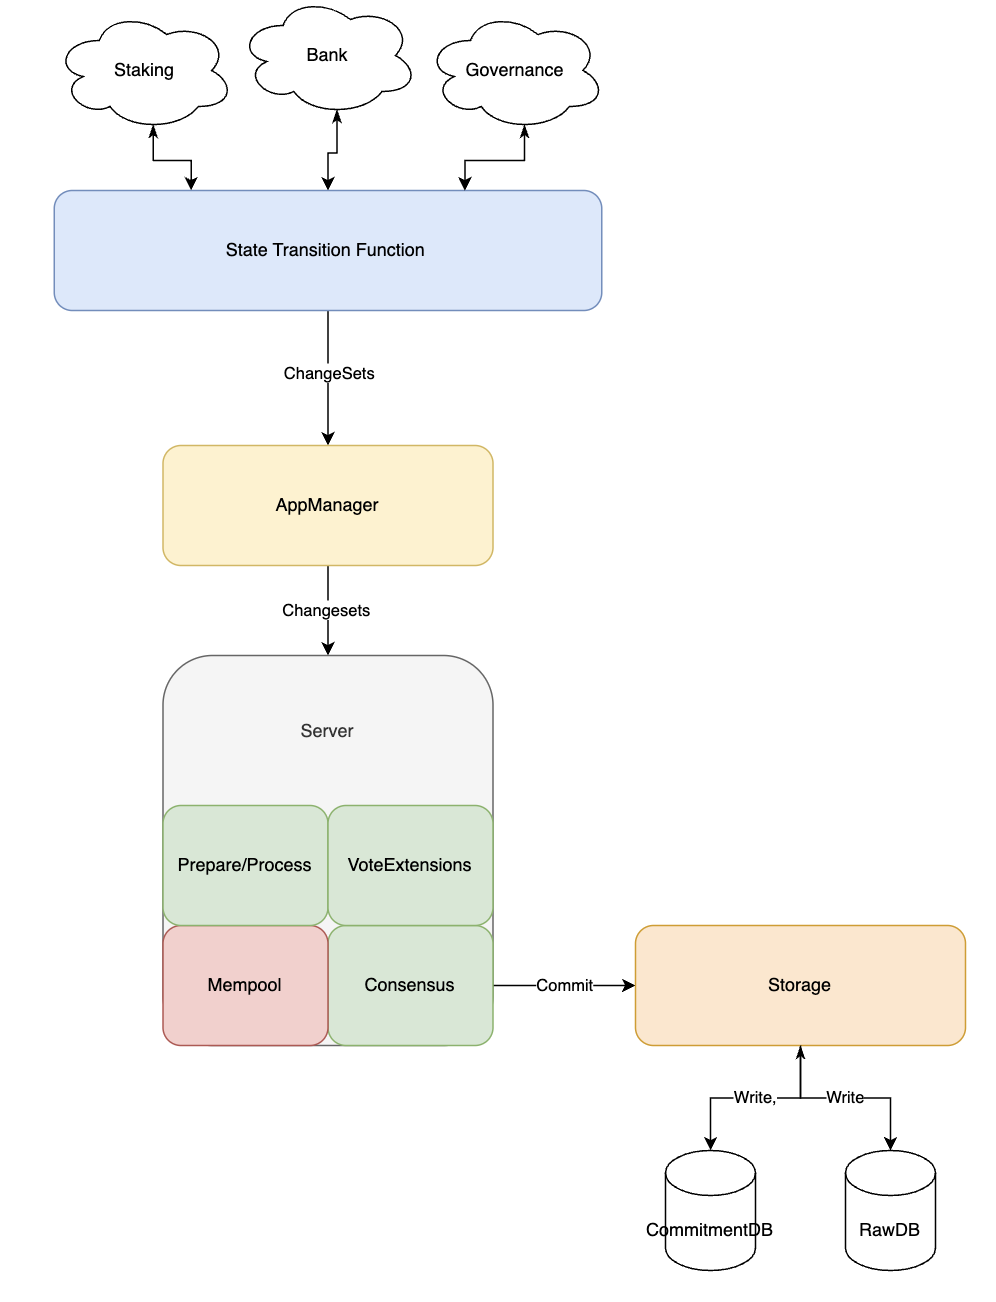 Staking
Bank
Governance
State Transition Function
ChangeSets
AppManager
Changesets
Server
Prepare/Process
VoteExtensions
Mempool
Consensus
Commit
Storage
Write,
Write
CommitmentDB
RawDB